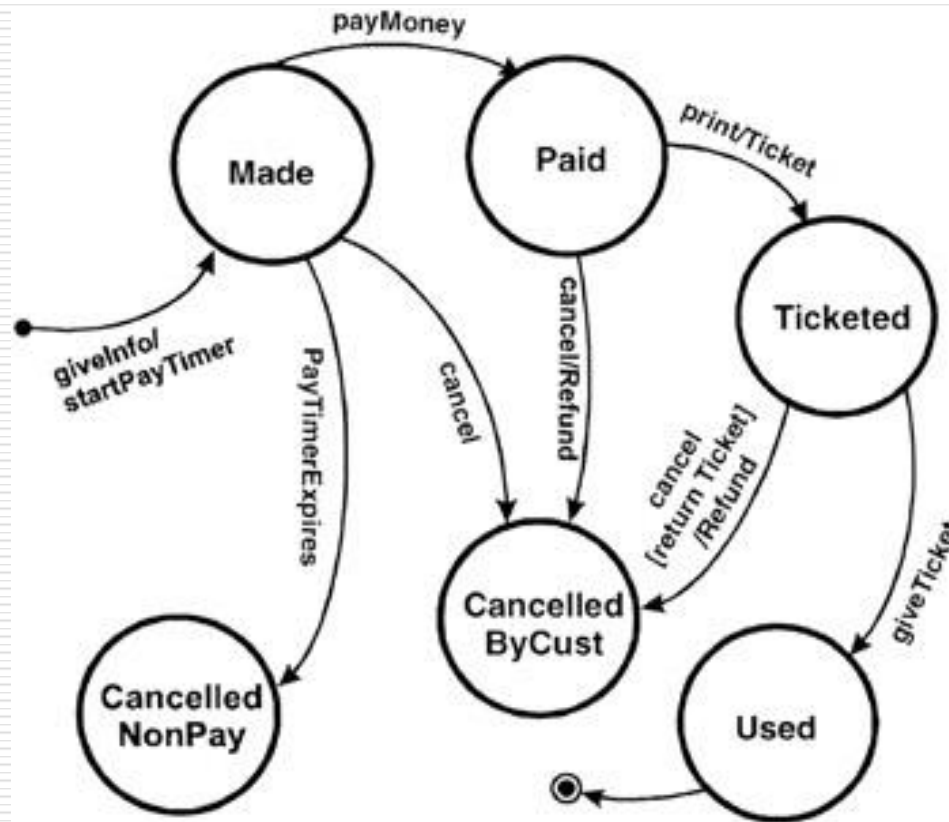 payMoney
Made
Paid
print/Ticket
Ticketed
giveInfo/
startPayTimer
PayTimerExpires
cancel
cancel/Refund
cancel
[return Ticket]
/Refund
giveTicket
Cancelled
ByCust
Cancelled
NonPay
Used